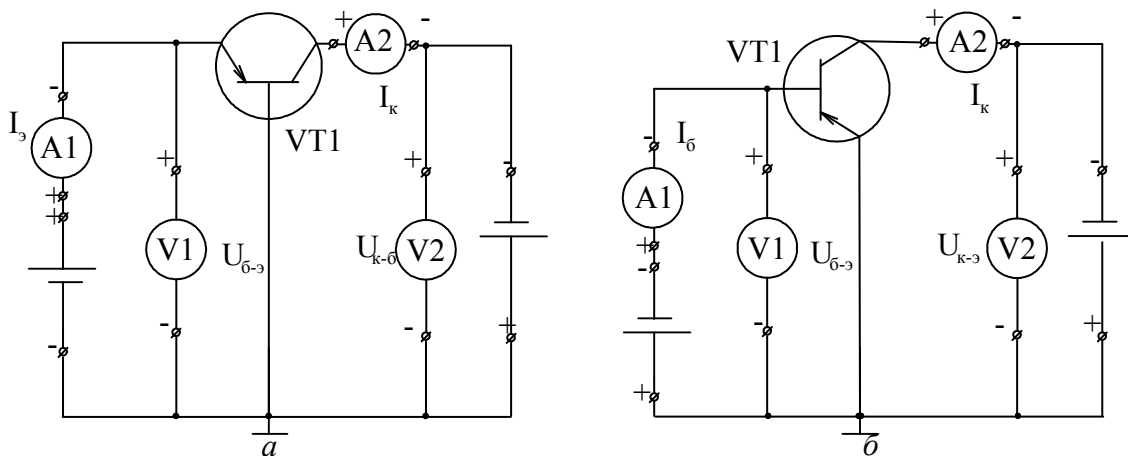 + A2 -
I_к
VT1
-
I_э
A1
+
+
+
V1
-
U_б-э
+
V2
-
U_к-б
-
+
-
а
VT1
+ A2 -
I_к
-
I_б
A1
+
-
+
+
V1
-
U_б-э
+
V2
-
U_к-э
-
+
б